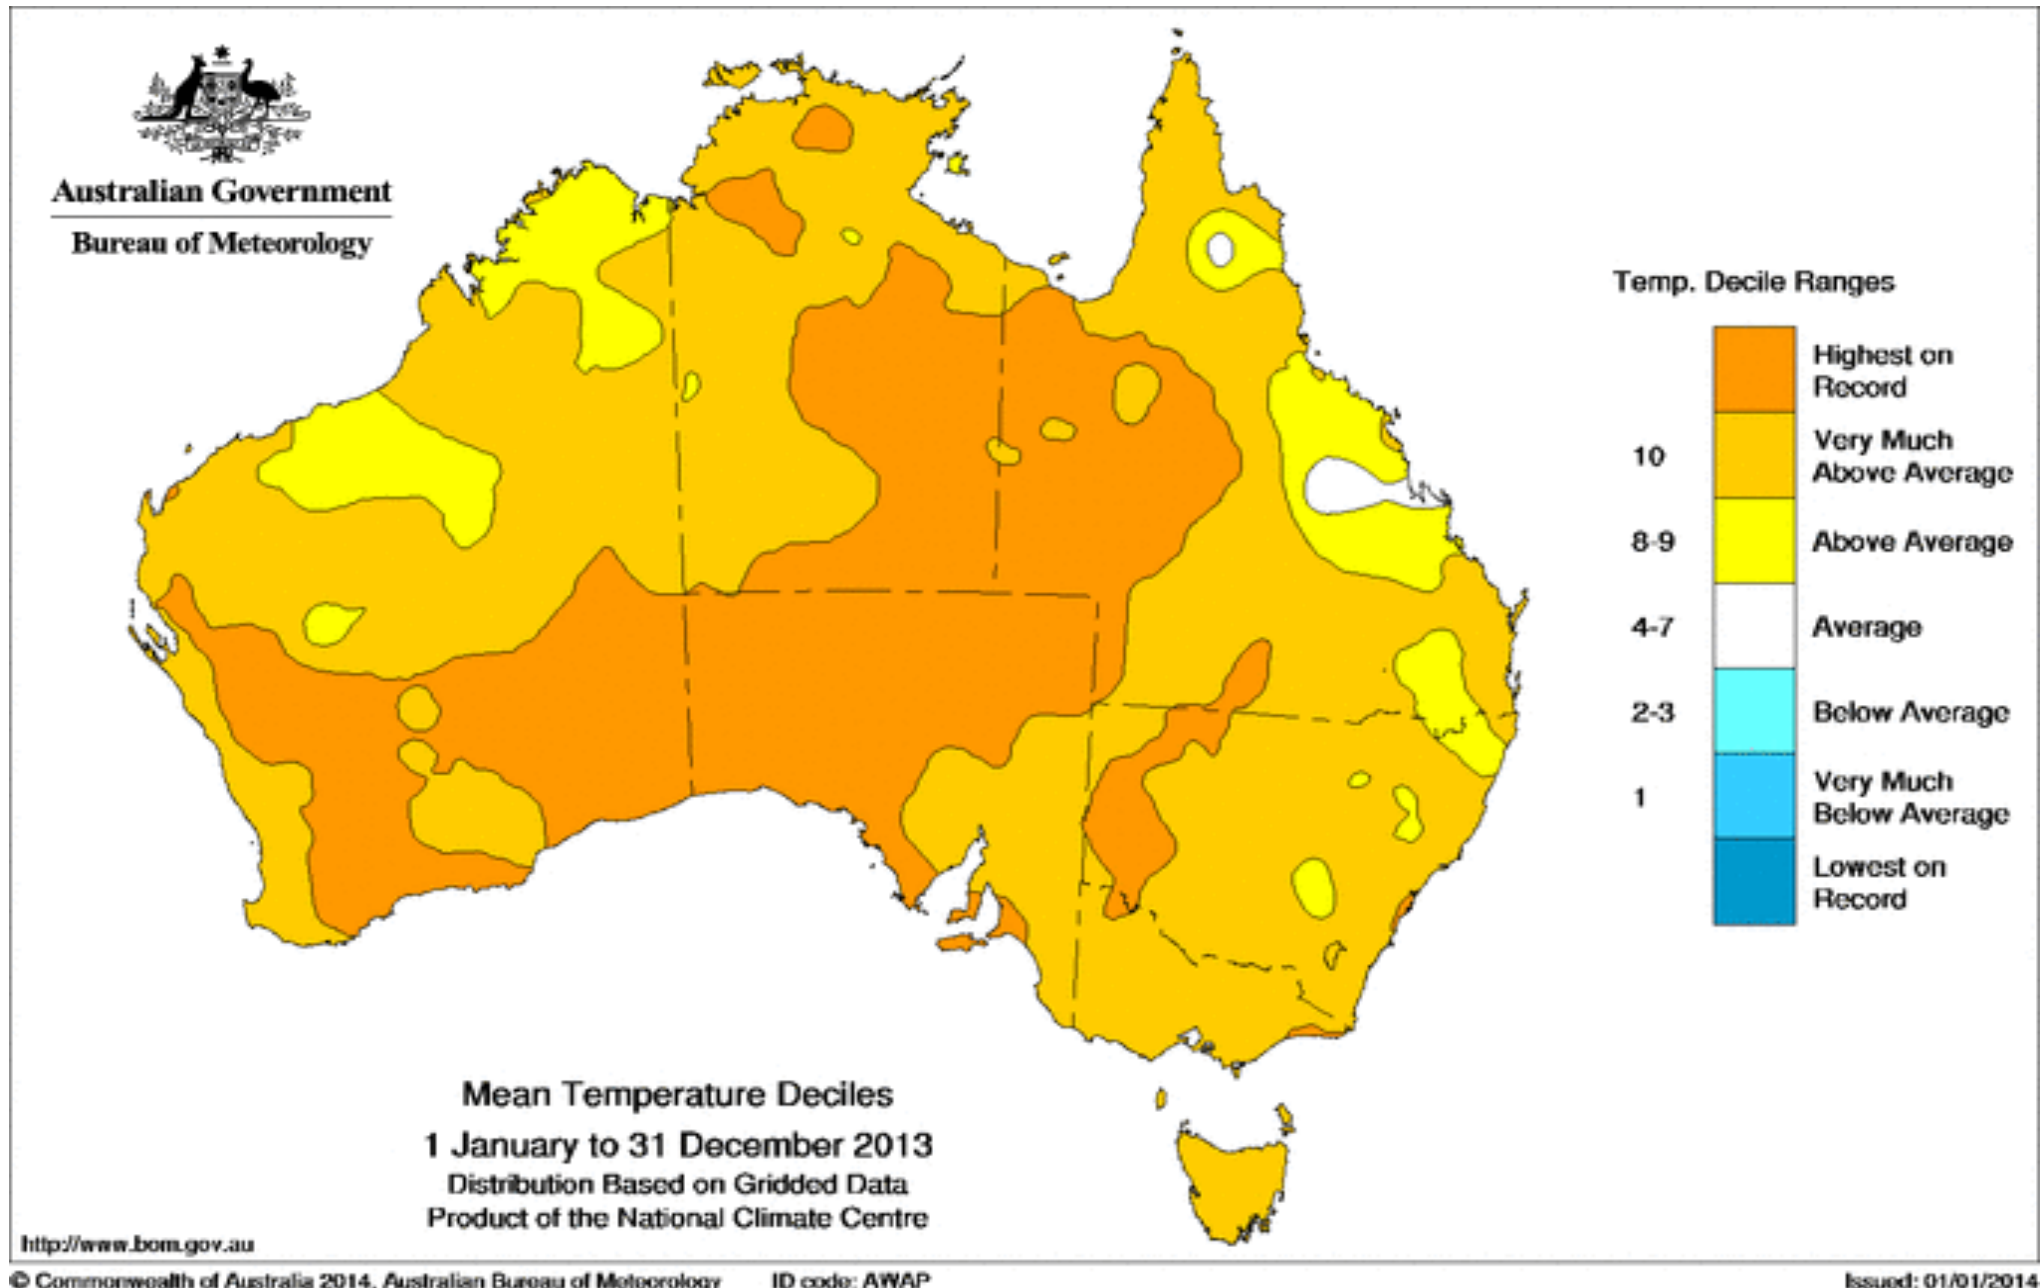 Australian Government
Bureau of Meteorology
Temp. Decile Ranges
Highest on
Record
10
Very Much
Above Average
8-9
Above Average
4-7
Average
2-3
Below Average
1
Very Much
Below Average
Lowest on
Record
Mean Temperature Deciles
1 January to 31 December 2013
Distribution Based on Gridded Data
Product of the National Climate Centre
http://www.bom.gov.au
© Commonwealth of Australia 2014, Australian Bureau of Meteorology ID code: AWAP Issued: 01/01/2014